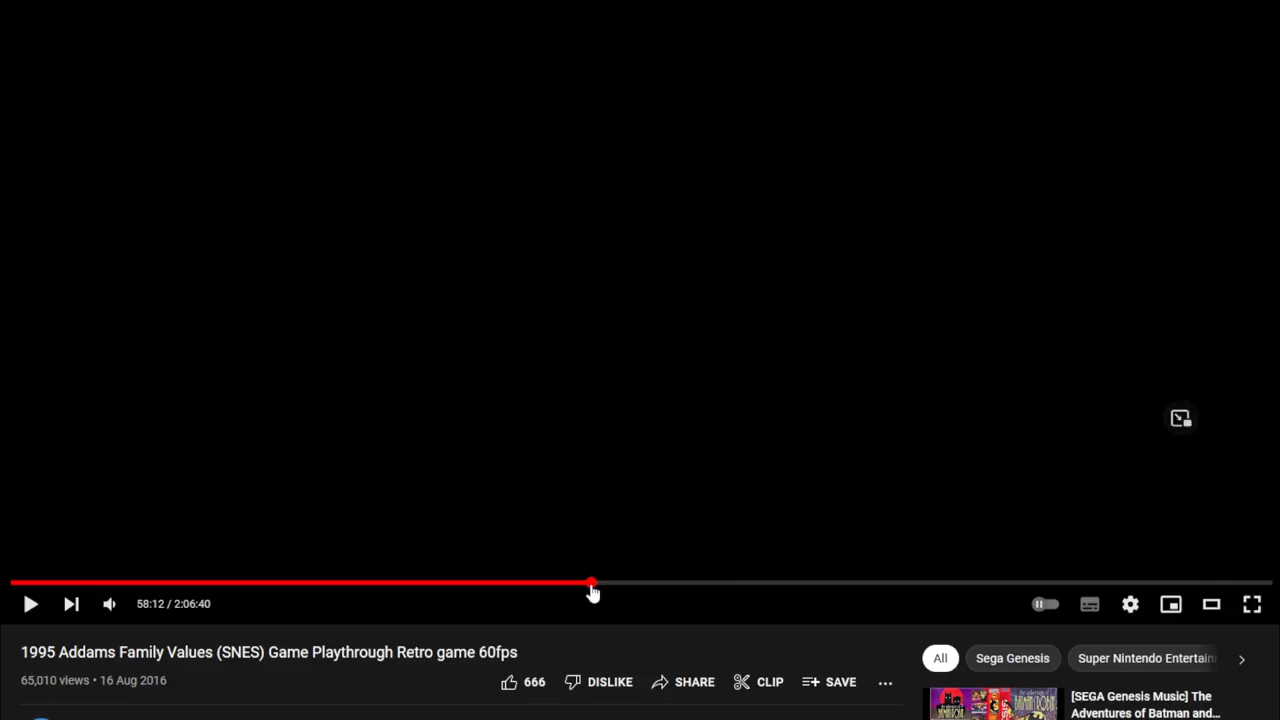 58:12 / 2:06:40
1995 Addams Family Values (SNES) Game Playthrough Retro game 60fps
65,010 views • 16 Aug 2016
666 DISLIKE SHARE CLIP SAVE
All Sega Genesis Super Nintendo Entertain
[SEGA Genesis Music] The
Adventures of Batman and...